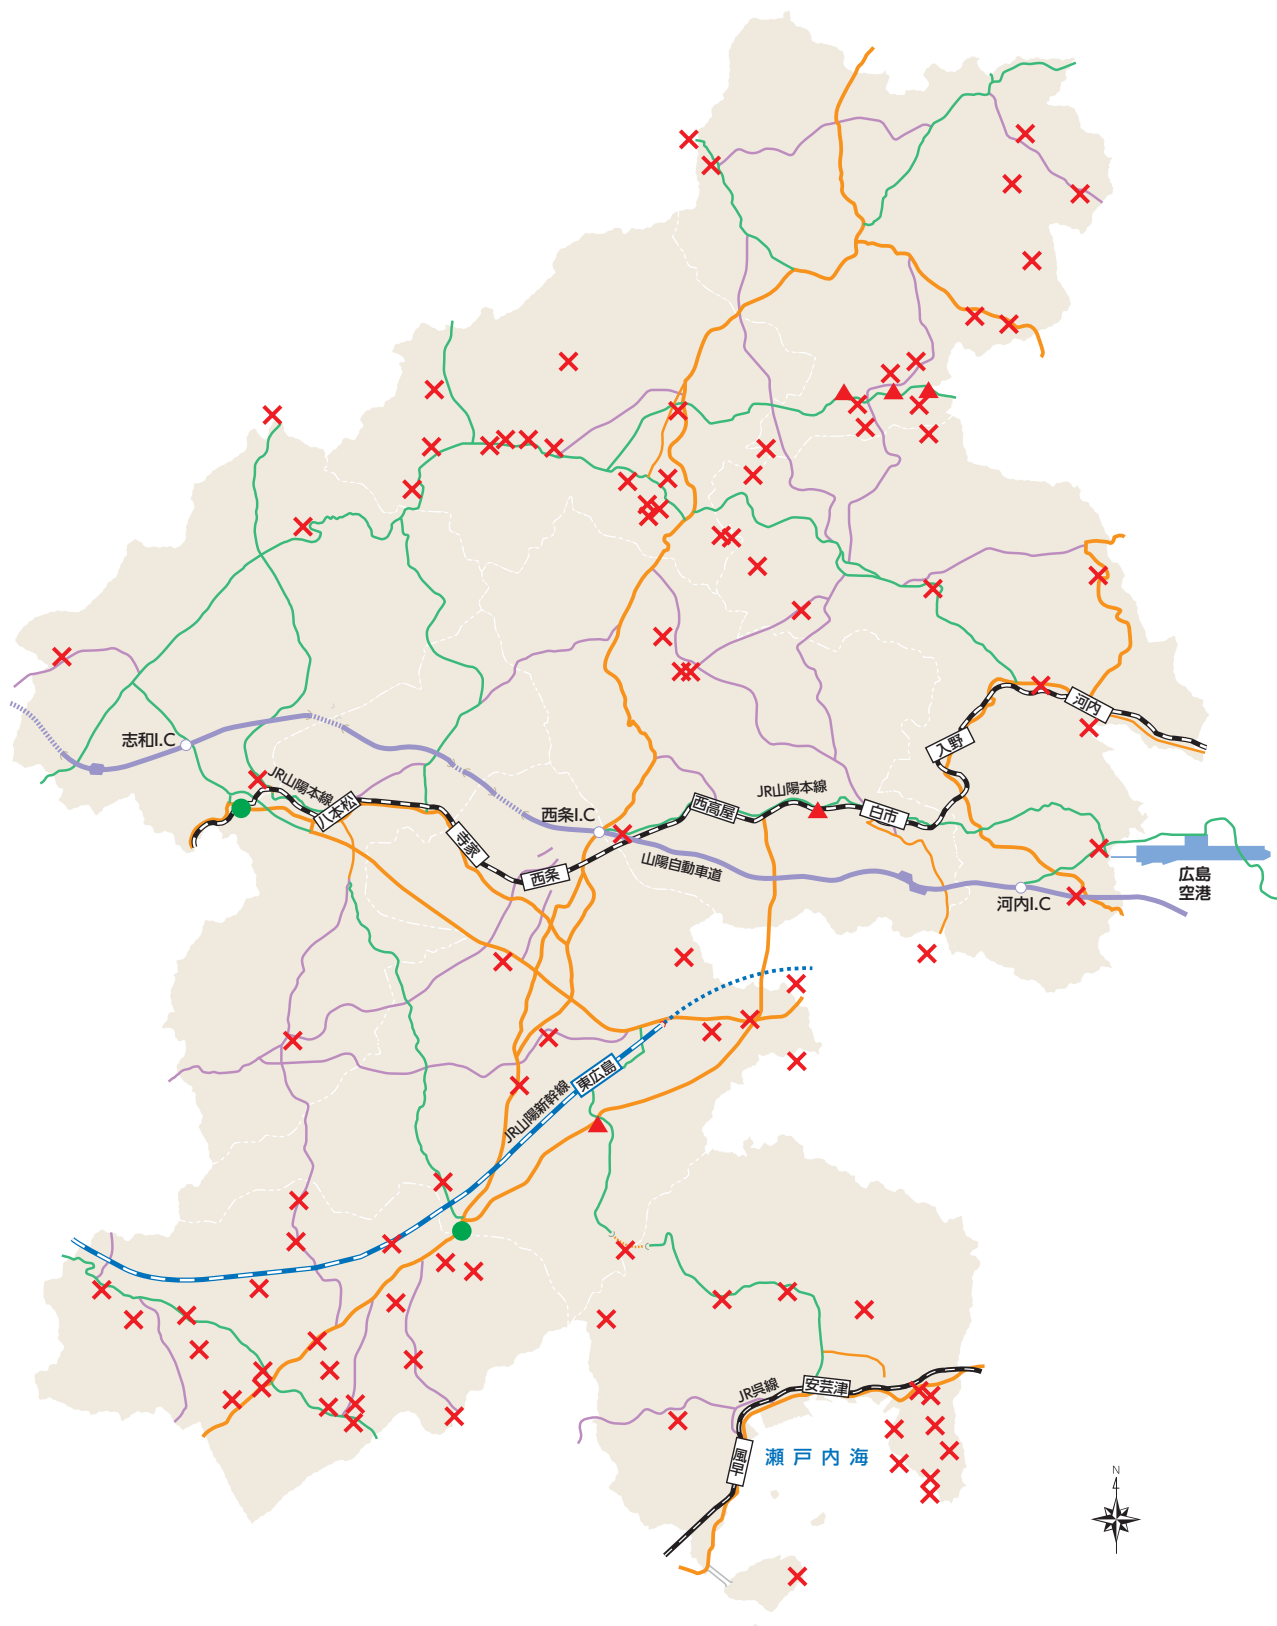 河内
志和I.C
入野
JR山陽本線
JR山陽本線
八本松
西高屋
白市
西条I.C
寺家
山陽自動車道
西条
広島
空港
河内I.C
東広島
JR山陽新幹線
JR呉線
安芸津
風早
瀬戸内海
N